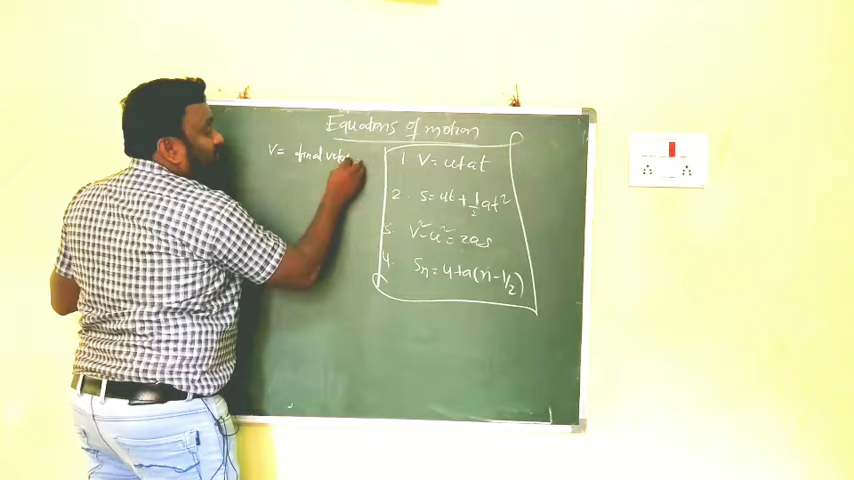 Equations of motion
V = final velo
1. V = u+at
2. S = ut + 1/2 at²
3. V² - u² = 2as
4. Sn = u + a(n - 1/2)